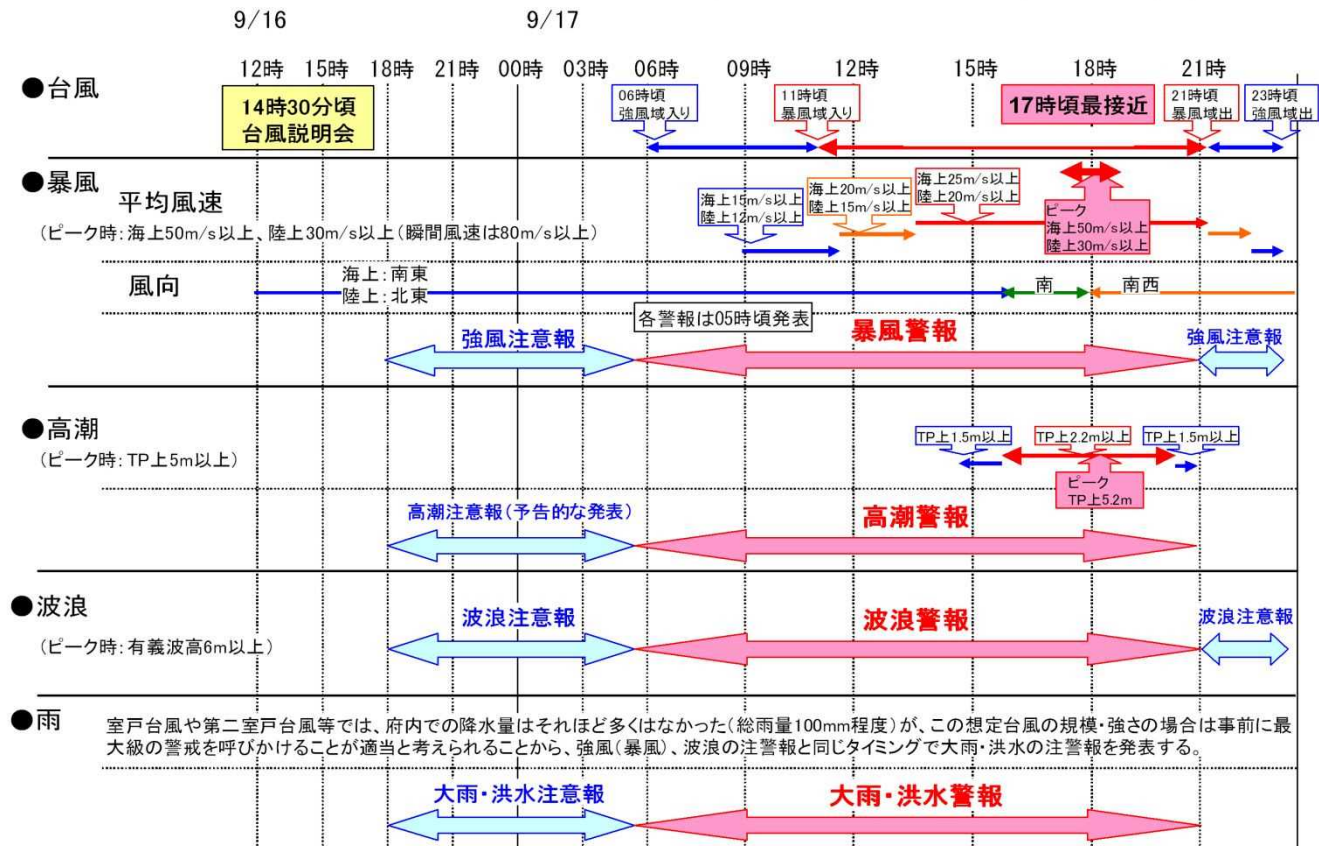 9/16
9/17
12時 15時 18時 21時 00時 03時 06時 09時 12時 15時 18時 21時
●台風
14時30分頃
台風説明会
06時頃
強風域入り
11時頃
暴風域入り
17時頃最接近
21時頃
暴風域出
23時頃
強風域出
●暴風
平均風速
(ピーク時:海上50m/s以上、陸上30m/s以上(瞬間風速は80m/s以上)
海上15m/s以上
陸上12m/s以上
海上20m/s以上
陸上15m/s以上
海上25m/s以上
陸上20m/s以上
ピーク
海上50m/s以上
陸上30m/s以上
風向
海上:南東
陸上:北東
南
南西
各警報は05時頃発表
強風注意報
暴風警報
強風注意報
●高潮
(ピーク時:TP上5m以上)
TP上1.5m以上
TP上2.2m以上
TP上1.5m以上
ピーク
TP上5.2m
高潮注意報(予告的な発表)
高潮警報
●波浪
(ピーク時:有義波高6m以上)
波浪注意報
波浪警報
波浪注意報
●雨
室戸台風や第二室戸台風等では、府内での降水量はそれほど多くはなかった(総雨量100mm程度)が、この想定台風の規模・強さの場合は事前に最
大級の警戒を呼びかけることが適当と考えられることから、強風(暴風)、波浪の注警報と同じタイミングで大雨・洪水の注警報を発表する。
大雨・洪水注意報
大雨・洪水警報